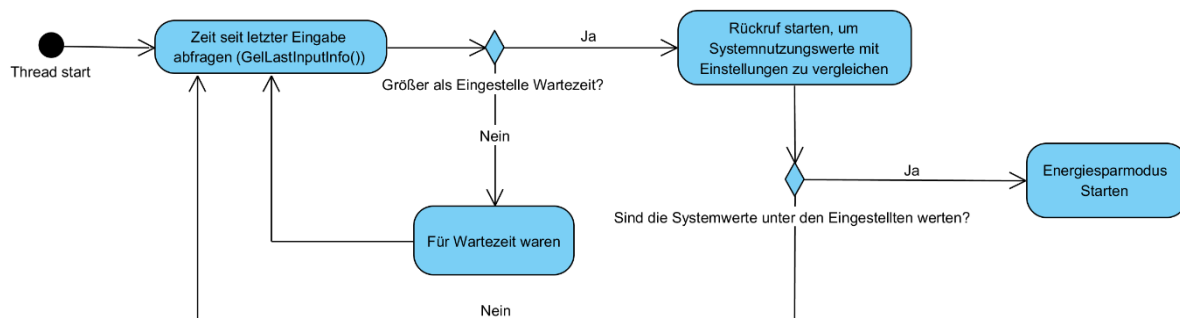 Thread start
Zeit seit letzter Eingabe
abfragen (GelLastInputInfo())
Größer als Eingestelle Wartezeit?
Ja
Rückruf starten, um
Systemnutzungswerte mit
Einstellungen zu vergleichen
Nein
Für Wartezeit waren
Ja
Energiesparmodus
Starten
Sind die Systemwerte unter den Eingestellten werten?
Nein